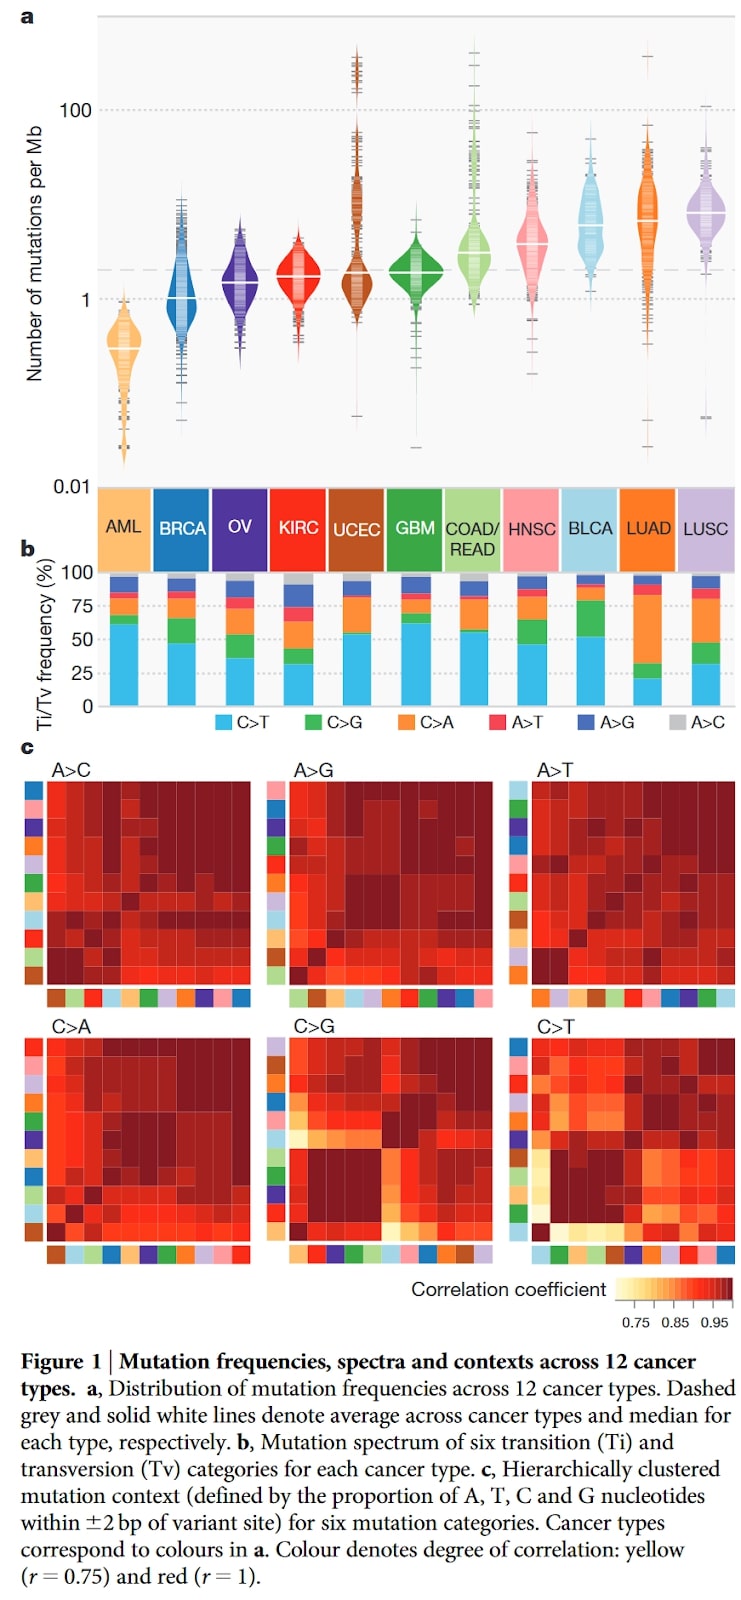 a
Number of mutations per Mb
100
1
0.01
AML
BRCA
OV
KIRC
UCEC
GBM
COAD/
READ
HNSC
BLCA
LUAD
LUSC
b
Ti/Tv frequency (%)
100
75
50
25
0
C>T
C>G
C>A
A>T
A>G
A>C
c
A>C
A>G
A>T
C>A
C>G
C>T
Correlation coefficient
0.75 0.85 0.95
Figure 1 | Mutation frequencies, spectra and contexts across 12 cancer
types. a, Distribution of mutation frequencies across 12 cancer types. Dashed
grey and solid white lines denote average across cancer types and median for
each type, respectively. b, Mutation spectrum of six transition (Ti) and
transversion (Tv) categories for each cancer type. c, Hierarchically clustered
mutation context (defined by the proportion of A, T, C and G nucleotides
within ±2 bp of variant site) for six mutation categories. Cancer types
correspond to colours in a. Colour denotes degree of correlation: yellow
(r = 0.75) and red (r = 1).